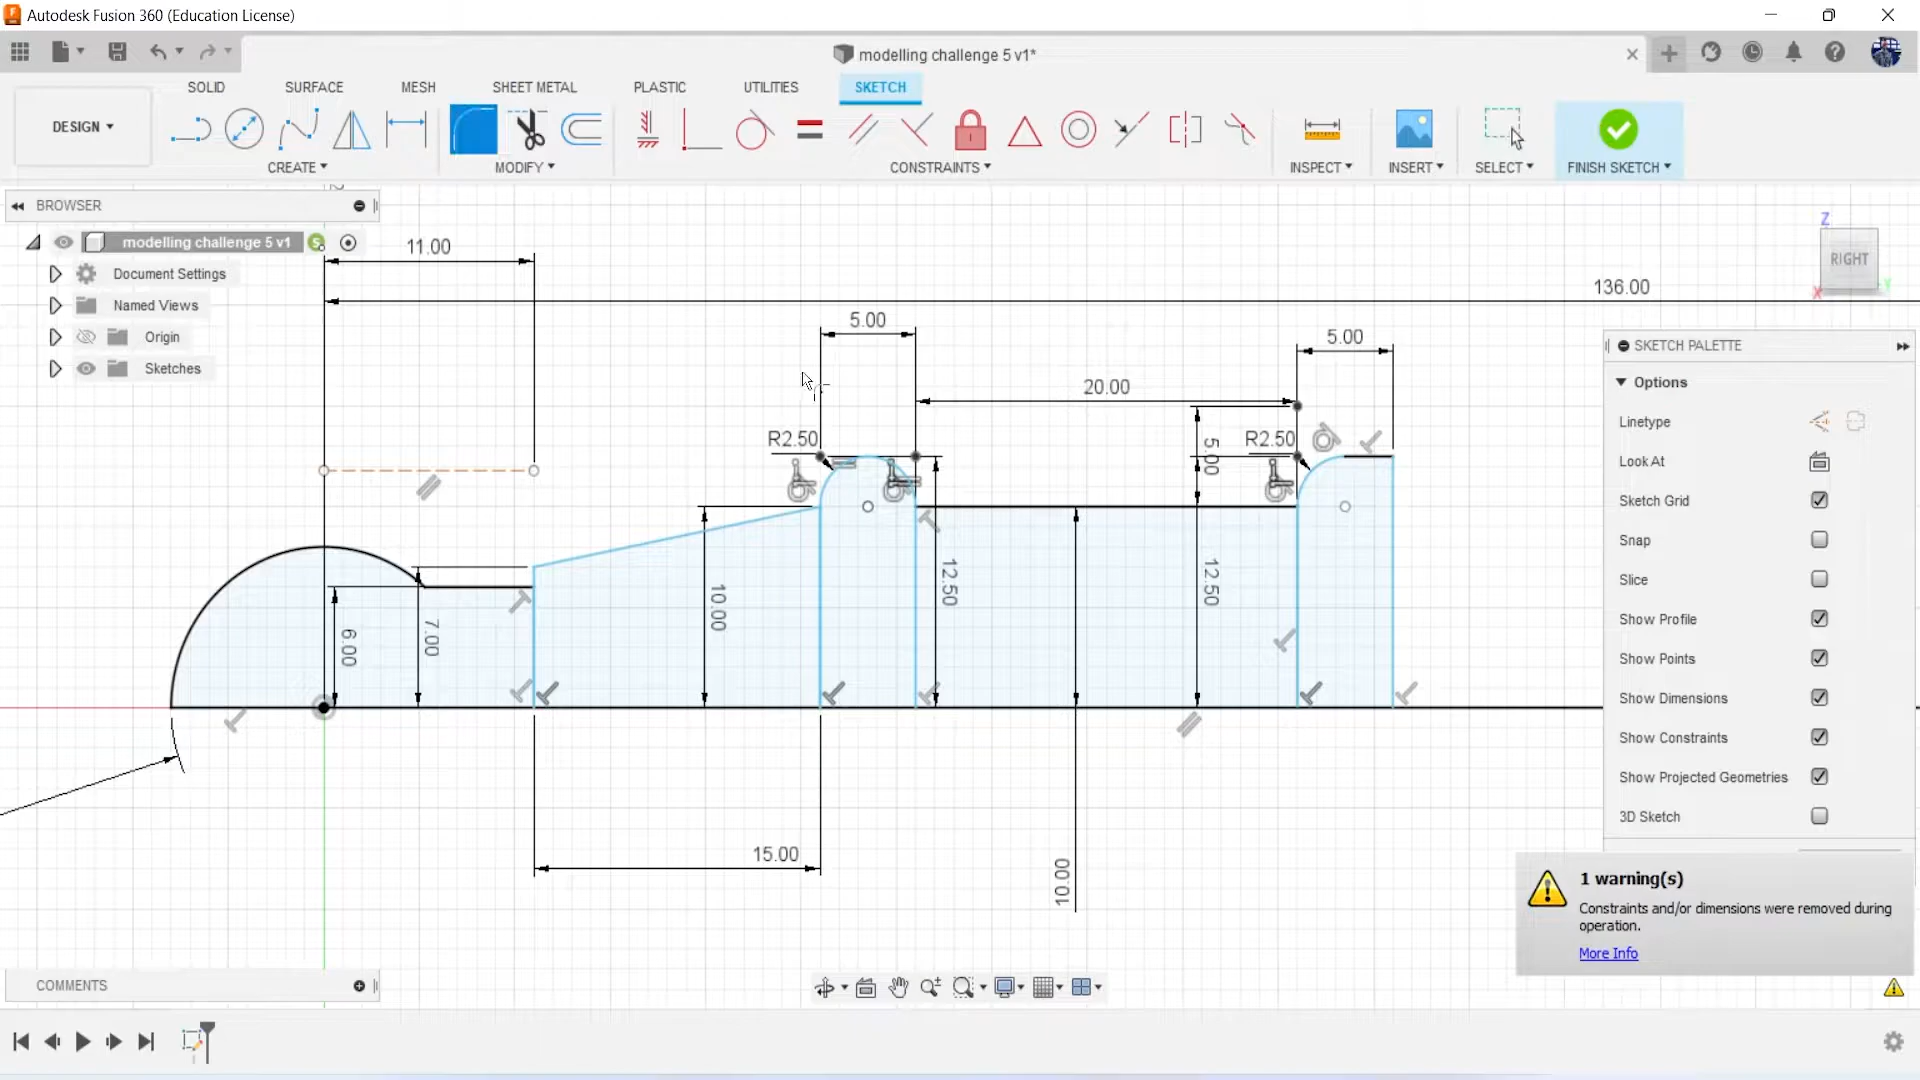 Autodesk Fusion 360 (Education License)
modelling challenge 5 v1*
SOLID
SURFACE
MESH
SHEET METAL
PLASTIC
UTILITIES
SKETCH
DESIGN
CREATE
MODIFY
CONSTRAINTS
INSPECT
INSERT
SELECT
FINISH SKETCH
BROWSER
modelling challenge 5 v1
Document Settings
Named Views
Origin
Sketches
11.00
136.00
5.00
5.00
20.00
R2.50
5.00
R2.50
6.00
7.00
10.00
12.50
12.50
15.00
10.00
Z
RIGHT
X
Y
SKETCH PALETTE
Options
Linetype
Look At
Sketch Grid
Snap
Slice
Show Profile
Show Points
Show Dimensions
Show Constraints
Show Projected Geometries
3D Sketch
1 warning(s)
Constraints and/or dimensions were removed during
operation.
More Info
COMMENTS